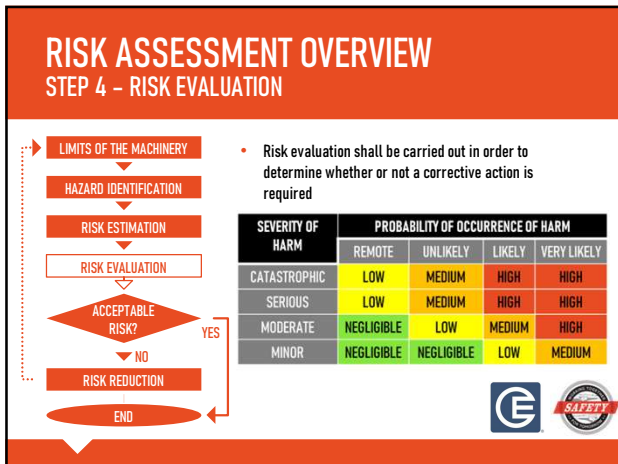 RISK ASSESSMENT OVERVIEW
STEP 4 – RISK EVALUATION
LIMITS OF THE MACHINERY
HAZARD IDENTIFICATION
RISK ESTIMATION
RISK EVALUATION
ACCEPTABLE
RISK?
YES
NO
RISK REDUCTION
END
• Risk evaluation shall be carried out in order to
determine whether or not a corrective action is
required
SEVERITY OF
HARM
PROBABILITY OF OCCURRENCE OF HARM
REMOTE UNLIKELY LIKELY VERY LIKELY
CATASTROPHIC LOW MEDIUM HIGH HIGH
SERIOUS LOW MEDIUM HIGH HIGH
MODERATE NEGLIGIBLE LOW MEDIUM HIGH
MINOR NEGLIGIBLE NEGLIGIBLE LOW MEDIUM
SAFETY